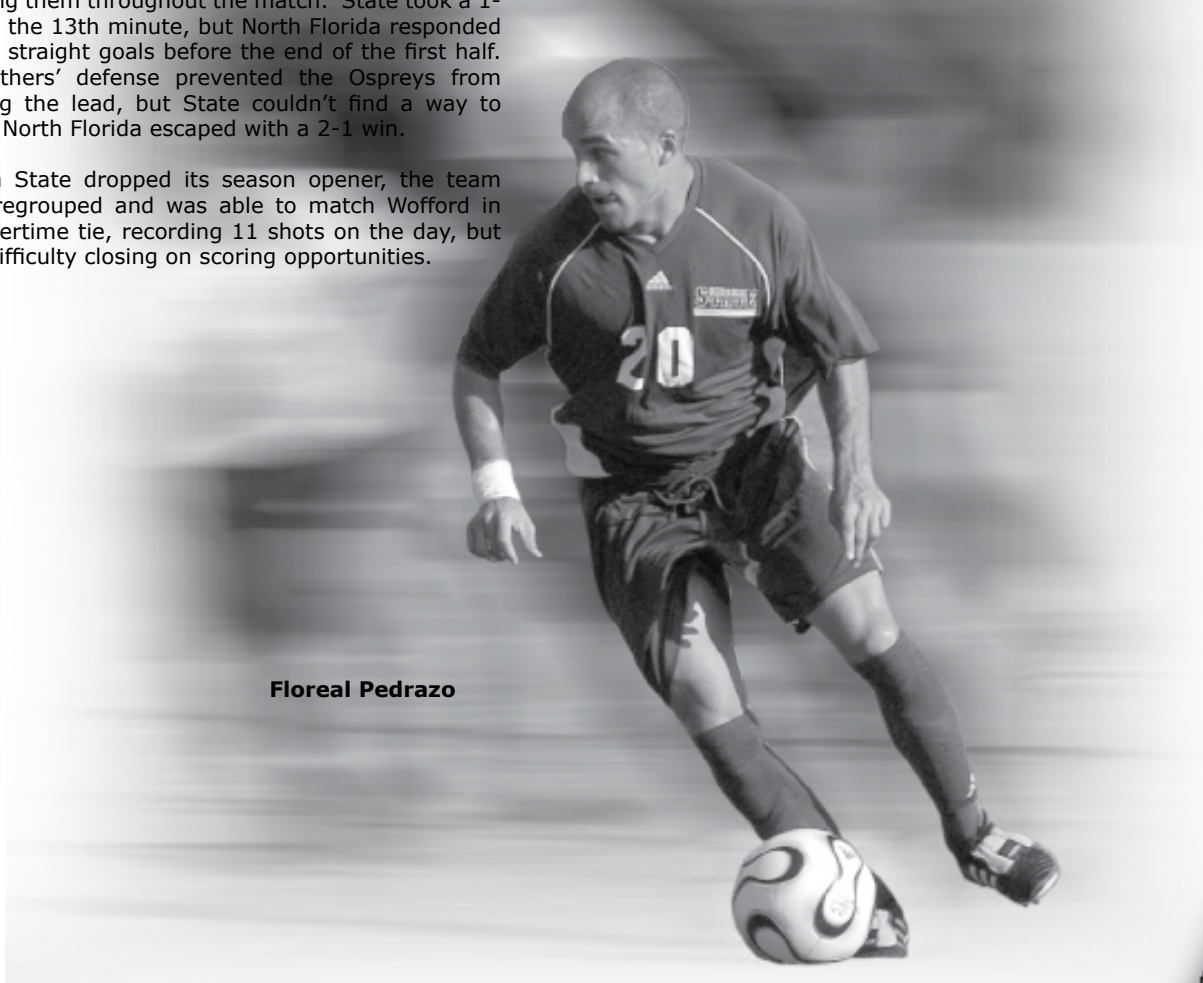 ng them throughout the match. State took a 1-
the 13th minute, but North Florida responded
straight goals before the end of the first half.
thers’ defense prevented the Ospreys from
g the lead, but State couldn’t find a way to
North Florida escaped with a 2-1 win.
State dropped its season opener, the team
regrouped and was able to match Wofford in
ertime tie, recording 11 shots on the day, but
ifficulty closing on scoring opportunities.
20
Floreal Pedrazo